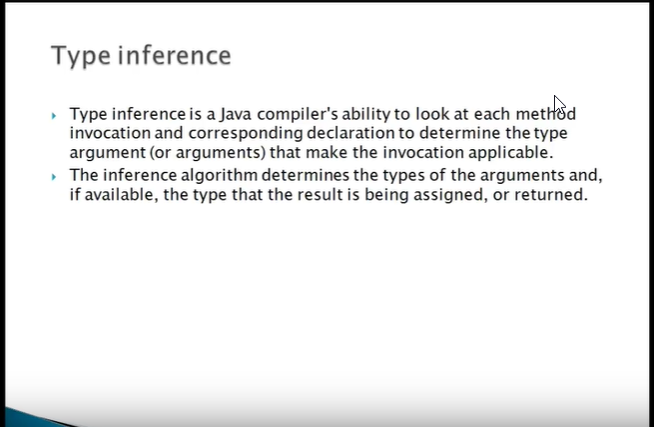 Type inference
Type inference is a Java compiler's ability to look at each method
invocation and corresponding declaration to determine the type
argument (or arguments) that make the invocation applicable.
The inference algorithm determines the types of the arguments and,
if available, the type that the result is being assigned, or returned.